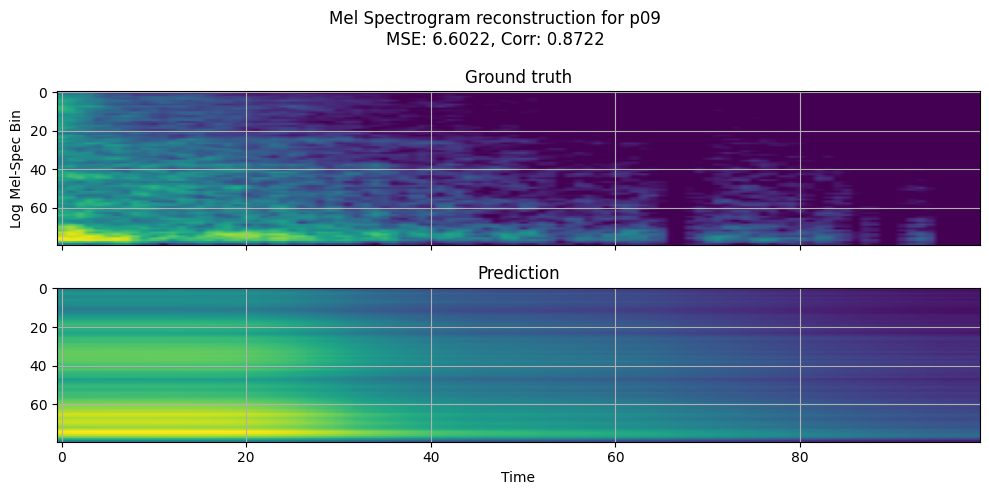 Mel Spectrogram reconstruction for p09
MSE: 6.6022, Corr: 0.8722
Ground truth
0
20
40
60
Log Mel-Spec Bin
Prediction
0
20
40
60
0 20 40 60 80
Time